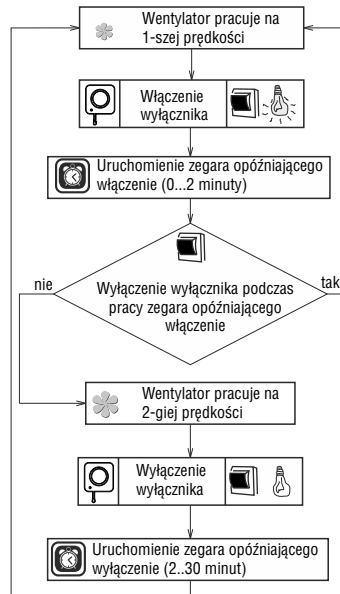 Wentylator pracuje na
1-szej prędkości
Włączenie
wyłącznika
Uruchomienie zegara opóźniającego
włączenie (0...2 minuty)
nie
tak
Wyłączenie wyłącznika podczas
pracy zegara opóźniającego
włączenie
Wentylator pracuje na
2-giej prędkości
Wyłączenie
wyłącznika
Uruchomienie zegara opóźniającego
wyłączenie (2..30 minut)